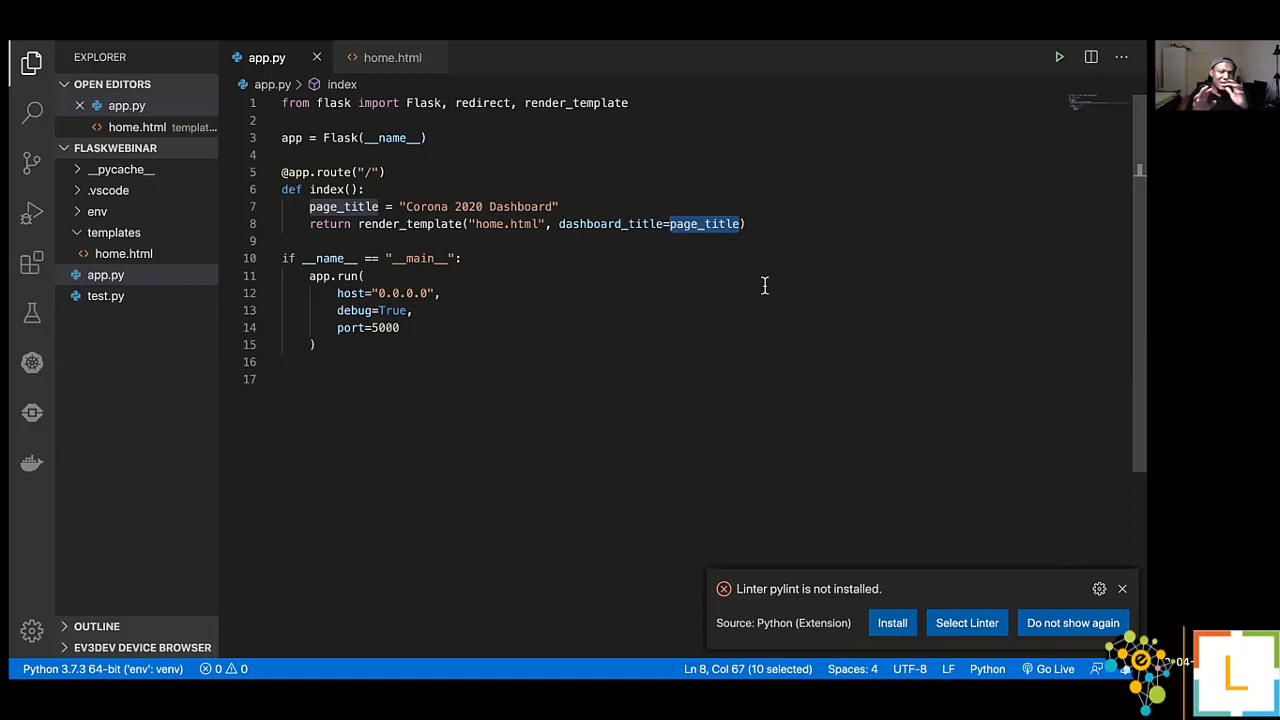 EXPLORER
OPEN EDITORS
app.py
home.html templat...
FLASKWEBINAR
__pycache__
.vscode
env
templates
home.html
app.py
test.py
OUTLINE
EV3DEV DEVICE BROWSER
app.py
home.html
app.py > index
1 from flask import Flask, redirect, render_template
2
3 app = Flask(__name__)
4
5 @app.route("/")
6 def index():
7 page_title = "Corona 2020 Dashboard"
8 return render_template("home.html", dashboard_title=page_title)
9
10 if __name__ == "__main__":
11 app.run(
12 host="0.0.0.0",
13 debug=True,
14 port=5000
15 )
16
17
Linter pylint is not installed.
Source: Python (Extension)
Install
Select Linter
Do not show again
Python 3.7.3 64-bit ('env': venv)
0
0
Ln 8, Col 67 (10 selected)
Spaces: 4
UTF-8
LF
Python
Go Live
L